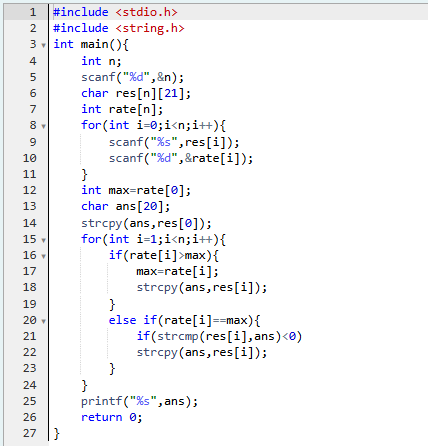 1 #include <stdio.h>
2 #include <string.h>
3 int main(){
4     int n;
5     scanf("%d",&n);
6     char res[n][21];
7     int rate[n];
8     for(int i=0;i<n;i++){
9         scanf("%s",res[i]);
10         scanf("%d",&rate[i]);
11     }
12     int max=rate[0];
13     char ans[20];
14     strcpy(ans,res[0]);
15     for(int i=1;i<n;i++){
16         if(rate[i]>max){
17             max=rate[i];
18             strcpy(ans,res[i]);
19         }
20         else if(rate[i]==max){
21             if(strcmp(res[i],ans)<0)
22             strcpy(ans,res[i]);
23         }
24     }
25     printf("%s",ans);
26     return 0;
27 }